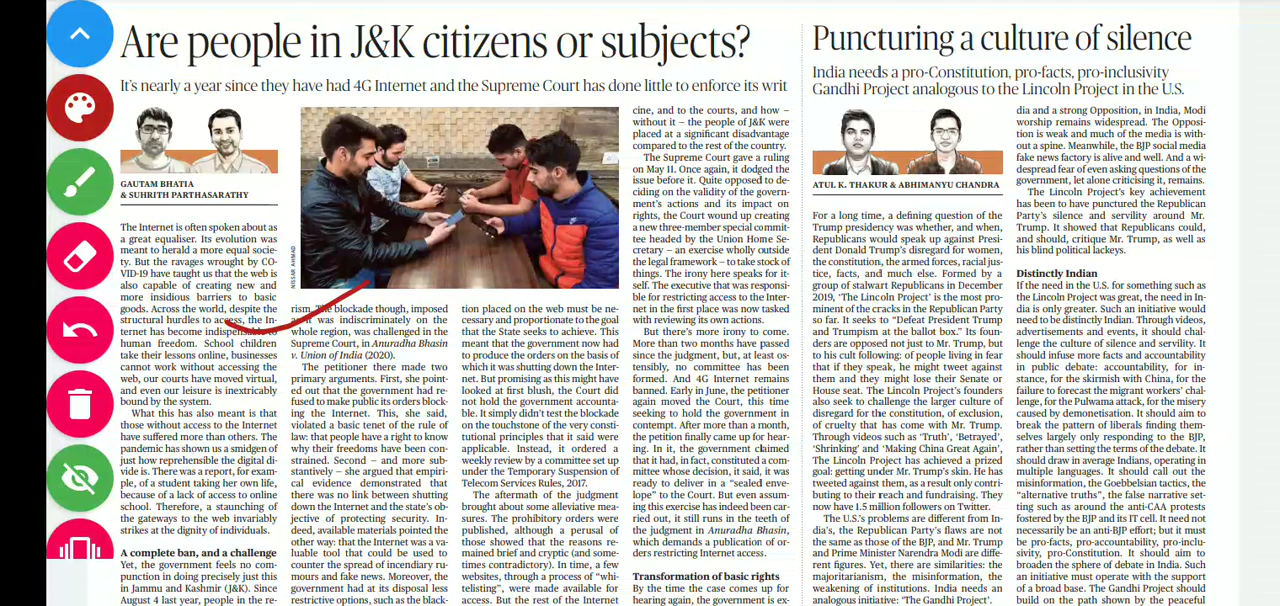 Are people in J&K citizens or subjects?
It's nearly a year since they have had 4G Internet and the Supreme Court has done little to enforce its writ
GAUTAM BHATIA
& SUHRITH PARTHASARATHY
The Internet is often spoken about as
a great equaliser. Its evolution was
meant to herald a more equal socie-
ty. But the ravages wrought by CO-
VID-19 have taught us that the web is
also capable of creating new and
more insidious barriers to basic
goods. Across the world, despite the
structural hurdles to access, the In-
ternet has become indispensable to
human freedom. School children
take their lessons online, businesses
cannot work without accessing the
web, our courts have moved virtual,
and even our leisure is inextricably
bound by the system.
What this has also meant is that
those without access to the Internet
have suffered more than others. The
pandemic has shown us a smidgen of
just how reprehensible the digital di-
vide is. There was a report, for exam-
ple, of a student taking her own life,
because of a lack of access to online
school. Therefore, a staunching of
the gateways to the web invariably
strikes at the dignity of individuals.
A complete ban, and a challenge
Yet, the government feels no com-
punction in doing precisely just this
in Jammu and Kashmir (J&K). Since
August 4 last year, people in the re-
NISSAR AHMAD
rism. The blockade though, imposed
as it was indiscriminately on the
whole region, was challenged in the
Supreme Court, in Anuradha Bhasin
v. Union of India (2020).
The petitioner there made two
primary arguments. First, she point-
ed out that the government had re-
fused to make public its orders block-
ing the Internet. This, she said,
violated a basic tenet of the rule of
law: that people have a right to know
why their freedoms have been con-
strained. Second – and more sub-
stantively – she argued that empiri-
cal evidence demonstrated that
there was no link between shutting
down the Internet and the state's ob-
jective of protecting security. In-
deed, available materials pointed the
other way: that the Internet was a va-
luable tool that could be used to
counter the spread of incendiary ru-
mours and fake news. Moreover, the
government had at its disposal less
restrictive options, such as the black-
tion placed on the web must be ne-
cessary and proportionate to the goal
that the State seeks to achieve. This
meant that the government now had
to produce the orders on the basis of
which it was shutting down the Inter-
net. But promising as this might have
looked at first blush, the Court did
not hold the government accounta-
ble. It simply didn't test the blockade
on the touchstone of the very consti-
tutional principles that it said were
applicable. Instead, it ordered a
weekly review by a committee set up
under the Temporary Suspension of
Telecom Services Rules, 2017.
The aftermath of the judgment
brought about some alleviative mea-
sures. The prohibitory orders were
published, although a perusal of
those showed that the reasons re-
mained brief and cryptic (and some-
times contradictory). In time, a few
websites, through a process of "whi-
telisting", were made available for
access. But the rest of the Internet
cine, and to the courts, and how –
without it – the people of J&K were
placed at a significant disadvantage
compared to the rest of the country.
The Supreme Court gave a ruling
on May 11. Once again, it dodged the
issue before it. Quite opposed to de-
ciding on the validity of the govern-
ment's actions and its impact on
rights, the Court wound up creating
a new three-member special commit-
tee headed by the Union Home Se-
cretary – an exercise wholly outside
the legal framework – to take stock of
things. The irony here speaks for it-
self. The executive that was responsi-
ble for restricting access to the Inter-
net in the first place was now tasked
with reviewing its own actions.
But there's more irony to come.
More than two months have passed
since the judgment, but, at least os-
tensibly, no committee has been
formed. And 4G Internet remains
banned. Early in June, the petitioner
again moved the Court, this time
seeking to hold the government in
contempt. After more than a month,
the petition finally came up for hear-
ing. In it, the government claimed
that it had, in fact, constituted a com-
mittee whose decision, it said, it was
ready to deliver in a "sealed enve-
lope" to the Court. But even assum-
ing this exercise has indeed been car-
ried out, it still runs in the teeth of
the judgment in Anuradha Bhasin,
which demands a publication of or-
ders restricting Internet access.
Transformation of basic rights
By the time the case comes up for
hearing again, the government is ex-
Puncturing a culture of silence
India needs a pro-Constitution, pro-facts, pro-inclusivity
Gandhi Project analogous to the Lincoln Project in the U.S.
ATUL K. THAKUR & ABHIMANYU CHANDRA
For a long time, a defining question of the
Trump presidency was whether, and when,
Republicans would speak up against Presi-
dent Donald Trump's disregard for women,
the constitution, the armed forces, racial jus-
tice, facts, and much else. Formed by a
group of stalwart Republicans in December
2019, 'The Lincoln Project' is the most pro-
minent of the cracks in the Republican Party
so far. It seeks to "Defeat President Trump
and Trumpism at the ballot box." Its foun-
ders are opposed not just to Mr. Trump, but
to his cult following: of people living in fear
that if they speak, he might tweet against
them and they might lose their Senate or
House seat. The Lincoln Project's founders
also seek to challenge the larger culture of
disregard for the constitution, of exclusion,
of cruelty that has come with Mr. Trump.
Through videos such as 'Truth', 'Betrayed',
'Shrinking' and 'Making China Great Again',
The Lincoln Project has achieved a prized
goal: getting under Mr. Trump's skin. He has
tweeted against them, as a result only contri-
buting to their reach and fundraising. They
now have 1.5 million followers on Twitter.
The U.S.'s problems are different from In-
dia's, the Republican Party's flaws are not
the same as those of the BJP, and Mr. Trump
and Prime Minister Narendra Modi are diffe-
rent figures. Yet, there are similarities: the
majoritarianism, the misinformation, the
weakening of institutions. India needs an
analogous initiative: 'The Gandhi Project'.
dia and a strong Opposition, in India, Modi
worship remains widespread. The Opposi-
tion is weak and much of the media is with-
out a spine. Meanwhile, the BJP social media
fake news factory is alive and well. And a wi-
despread fear of even asking questions of the
government, let alone criticising it, remains.
The Lincoln Project's key achievement
has been to have punctured the Republican
Party's silence and servility around Mr.
Trump. It showed that Republicans could,
and should, critique Mr. Trump, as well as
his blind political lackeys.
Distinctly Indian
If the need in the U.S. for something such as
the Lincoln Project was great, the need in In-
dia is only greater. Such an initiative would
need to be distinctly Indian. Through videos,
advertisements and events, it should chal-
lenge the culture of silence and servility. It
should infuse more facts and accountability
in public debate: accountability, for in-
stance, for the skirmish with China, for the
failure to forecast the migrant workers' chal-
lenge, for the Pulwama attack, for the misery
caused by demonetisation. It should aim to
break the pattern of liberals finding them-
selves largely only responding to the BJP,
rather than setting the terms of the debate. It
should draw in average Indians, operating in
multiple languages. It should call out the
misinformation, the Goebbelsian tactics, the
"alternative truths", the false narrative set-
ting such as around the anti-CAA protests
fostered by the BJP and its IT cell. It need not
necessarily be an anti-BJP effort; but it must
be pro-facts, pro-accountability, pro-inclu-
sivity, pro-Constitution. It should aim to
broaden the sphere of debate in India. Such
an initiative must operate with the support
of a broad base. The Gandhi Project should
build on the path shown by the peaceful